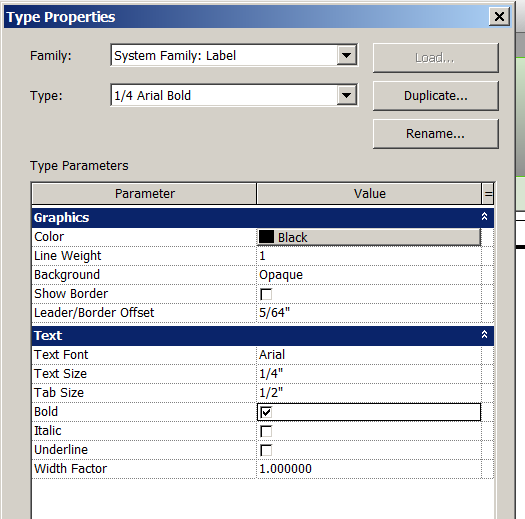 Type Properties
Family: System Family: Label Load...
Type: 1/4 Arial Bold Duplicate...
Rename...
Type Parameters
Parameter Value =
Graphics
Color Black
Line Weight 1
Background Opaque
Show Border
Leader/Border Offset 5/64"
Text
Text Font Arial
Text Size 1/4"
Tab Size 1/2"
Bold
Italic
Underline
Width Factor 1.000000